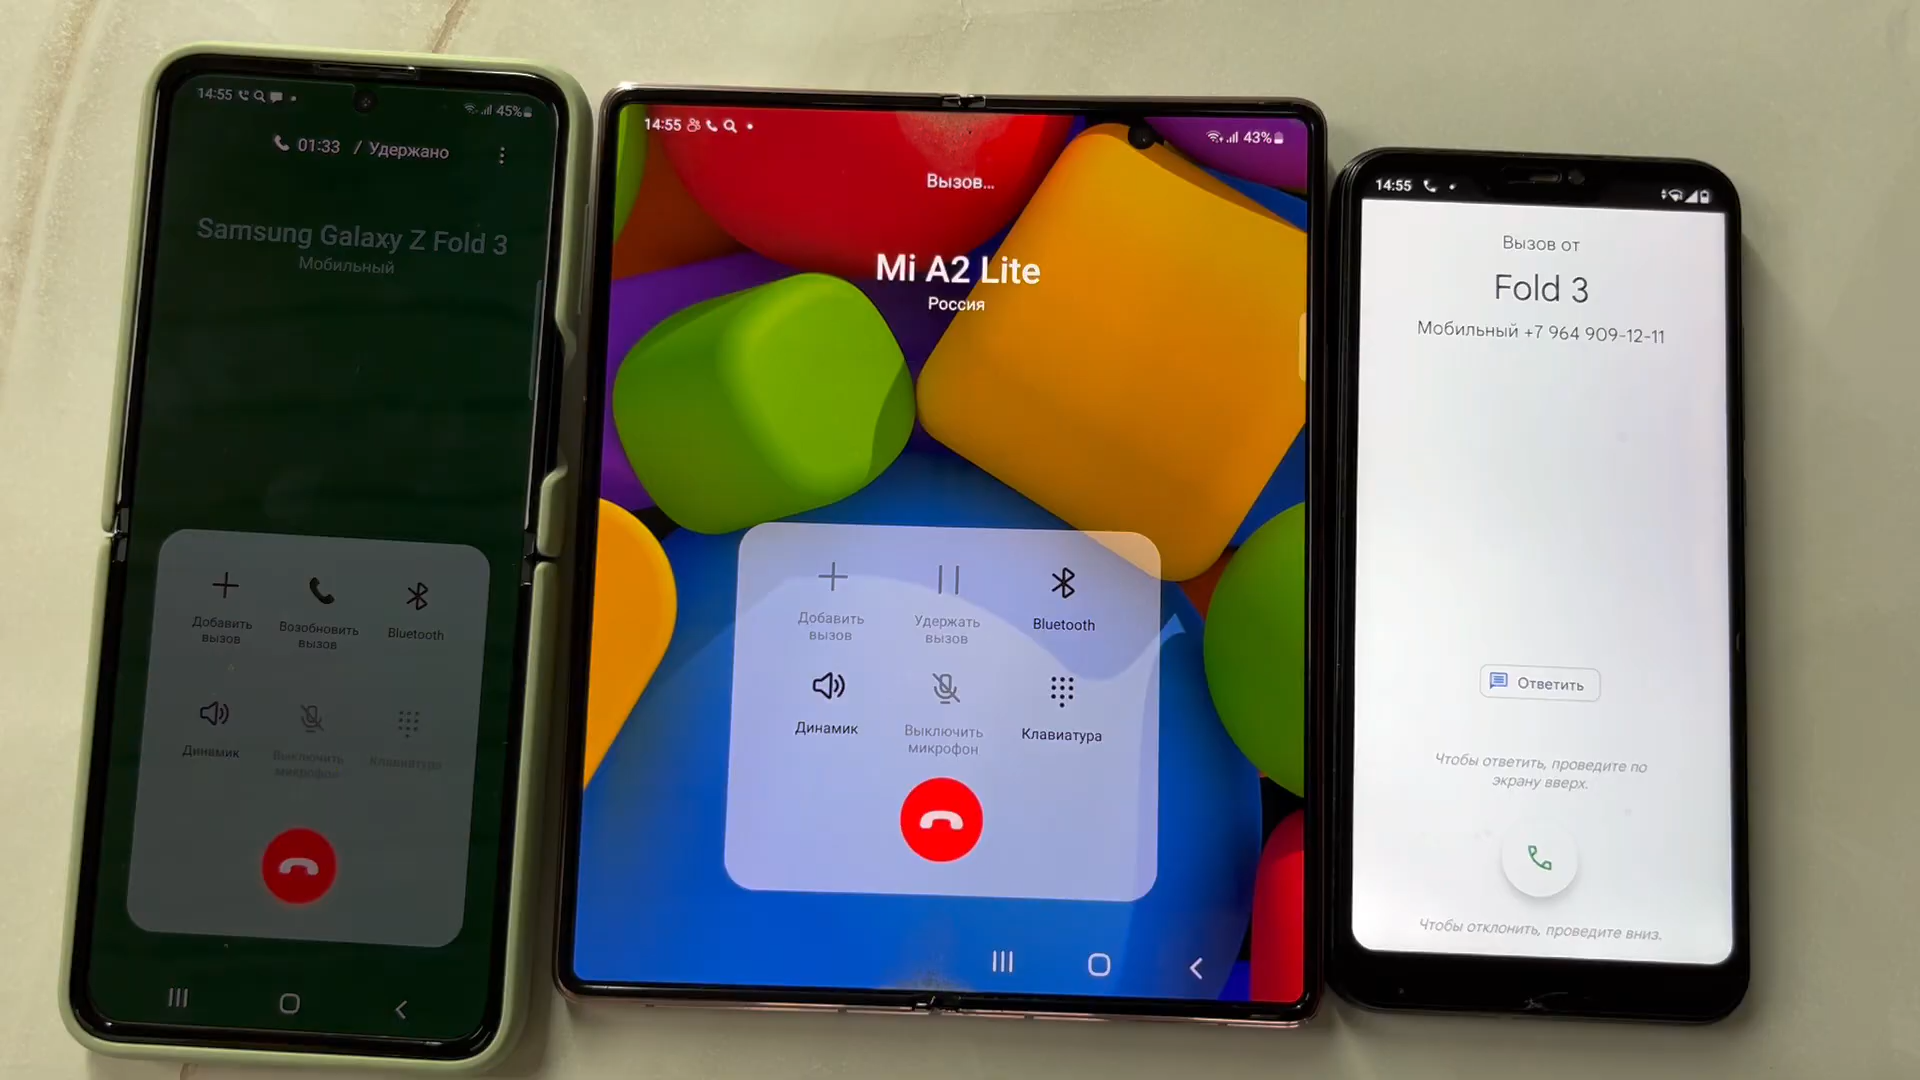 14:55
45%
01:33 / Удержано
Samsung Galaxy Z Fold 3
Мобильный
Добавить
вызов
Возобновить
вызов
Bluetooth
Динамик
Выключить
микрофон
Клавиатура
14:55
43%
Вызов...
Mi A2 Lite
Россия
Добавить
вызов
Удержать
вызов
Bluetooth
Динамик
Выключить
микрофон
Клавиатура
14:55
Вызов от
Fold 3
Мобильный +7 964 909-12-11
Ответить
Чтобы ответить, проведите по
экрану вверх.
Чтобы отклонить, проведите вниз.